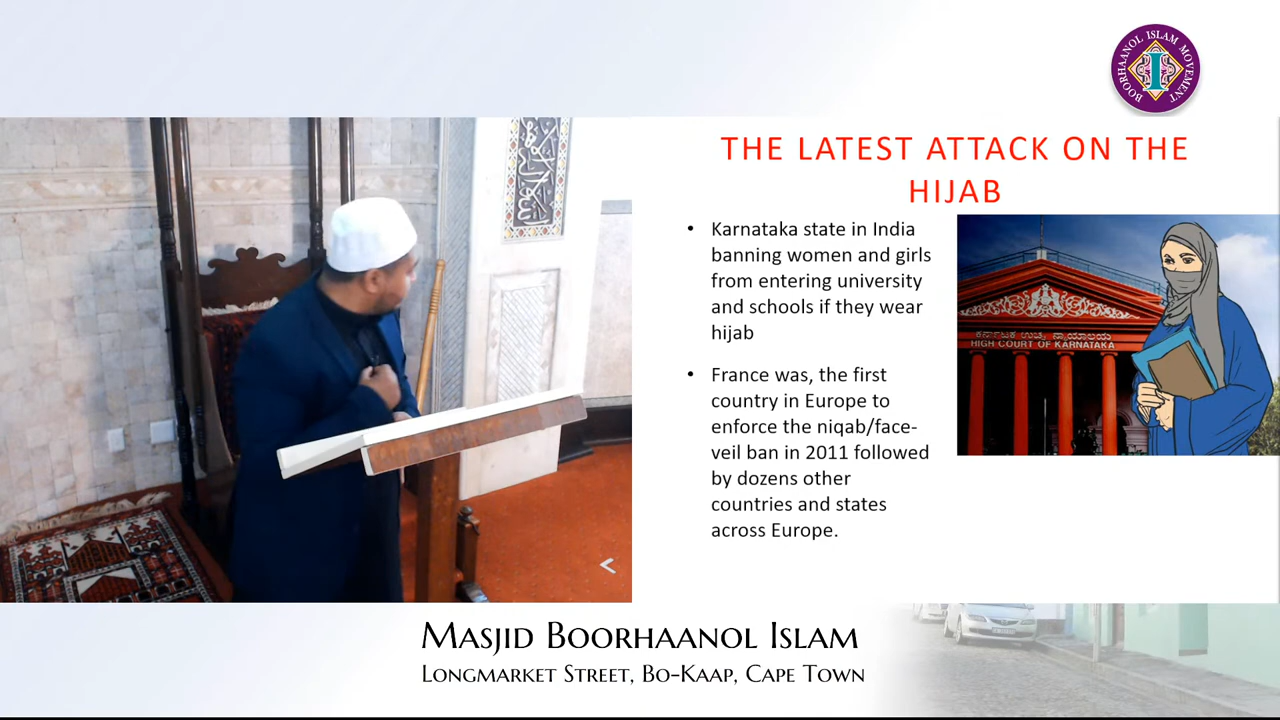 BOORHAANOL ISLAM MOVEMENT
THE LATEST ATTACK ON THE
HIJAB
• Karnataka state in India
banning women and girls
from entering university
and schools if they wear
hijab
• France was, the first
country in Europe to
enforce the niqab/face-
veil ban in 2011 followed
by dozens other
countries and states
across Europe.
HIGH COURT OF KARNATAKA
MASJID BOORHAANOL ISLAM
LONGMARKET STREET, BO-KAAP, CAPE TOWN